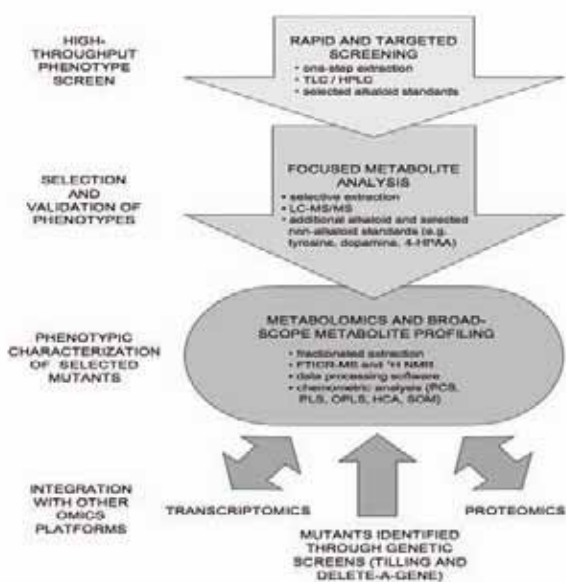 HIGH-
THROUGHPUT
PHENOTYPE
SCREEN
RAPID AND TARGETED
SCREENING
• one-step extraction
• TLC / HPLC
• selected alkaloid standards
SELECTION
AND
VALIDATION OF
PHENOTYPES
FOCUSED METABOLITE
ANALYSIS
• selective extraction
• LC-MS/MS
• additional alkaloid and selected
non-alkaloid standards (e.g.
tyrosine, dopamine, 4-HPAA)
PHENOTYPIC
CHARACTERIZATION
OF SELECTED
MUTANTS
METABOLOMICS AND BROAD-
SCOPE METABOLITE PROFILING
• fractionated extraction
• FTICR-MS and ¹H NMR
• data processing software
• chemometric analysis (PCS,
PLS, OPLS, HCA, SOM)
INTEGRATION
WITH OTHER
OMICS
PLATFORMS
TRANSCRIPTOMICS
PROTEOMICS
MUTANTS IDENTIFIED
THROUGH GENETIC
SCREENS (TILLING AND
DELETE-A-GENE)